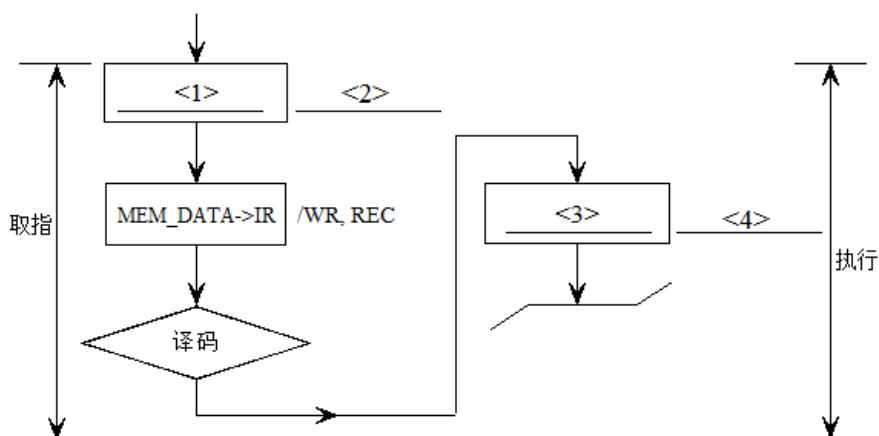 <1>
<2>
MEM_DATA->IR
/WR, REC
<3>
<4>
取指
执行
译码